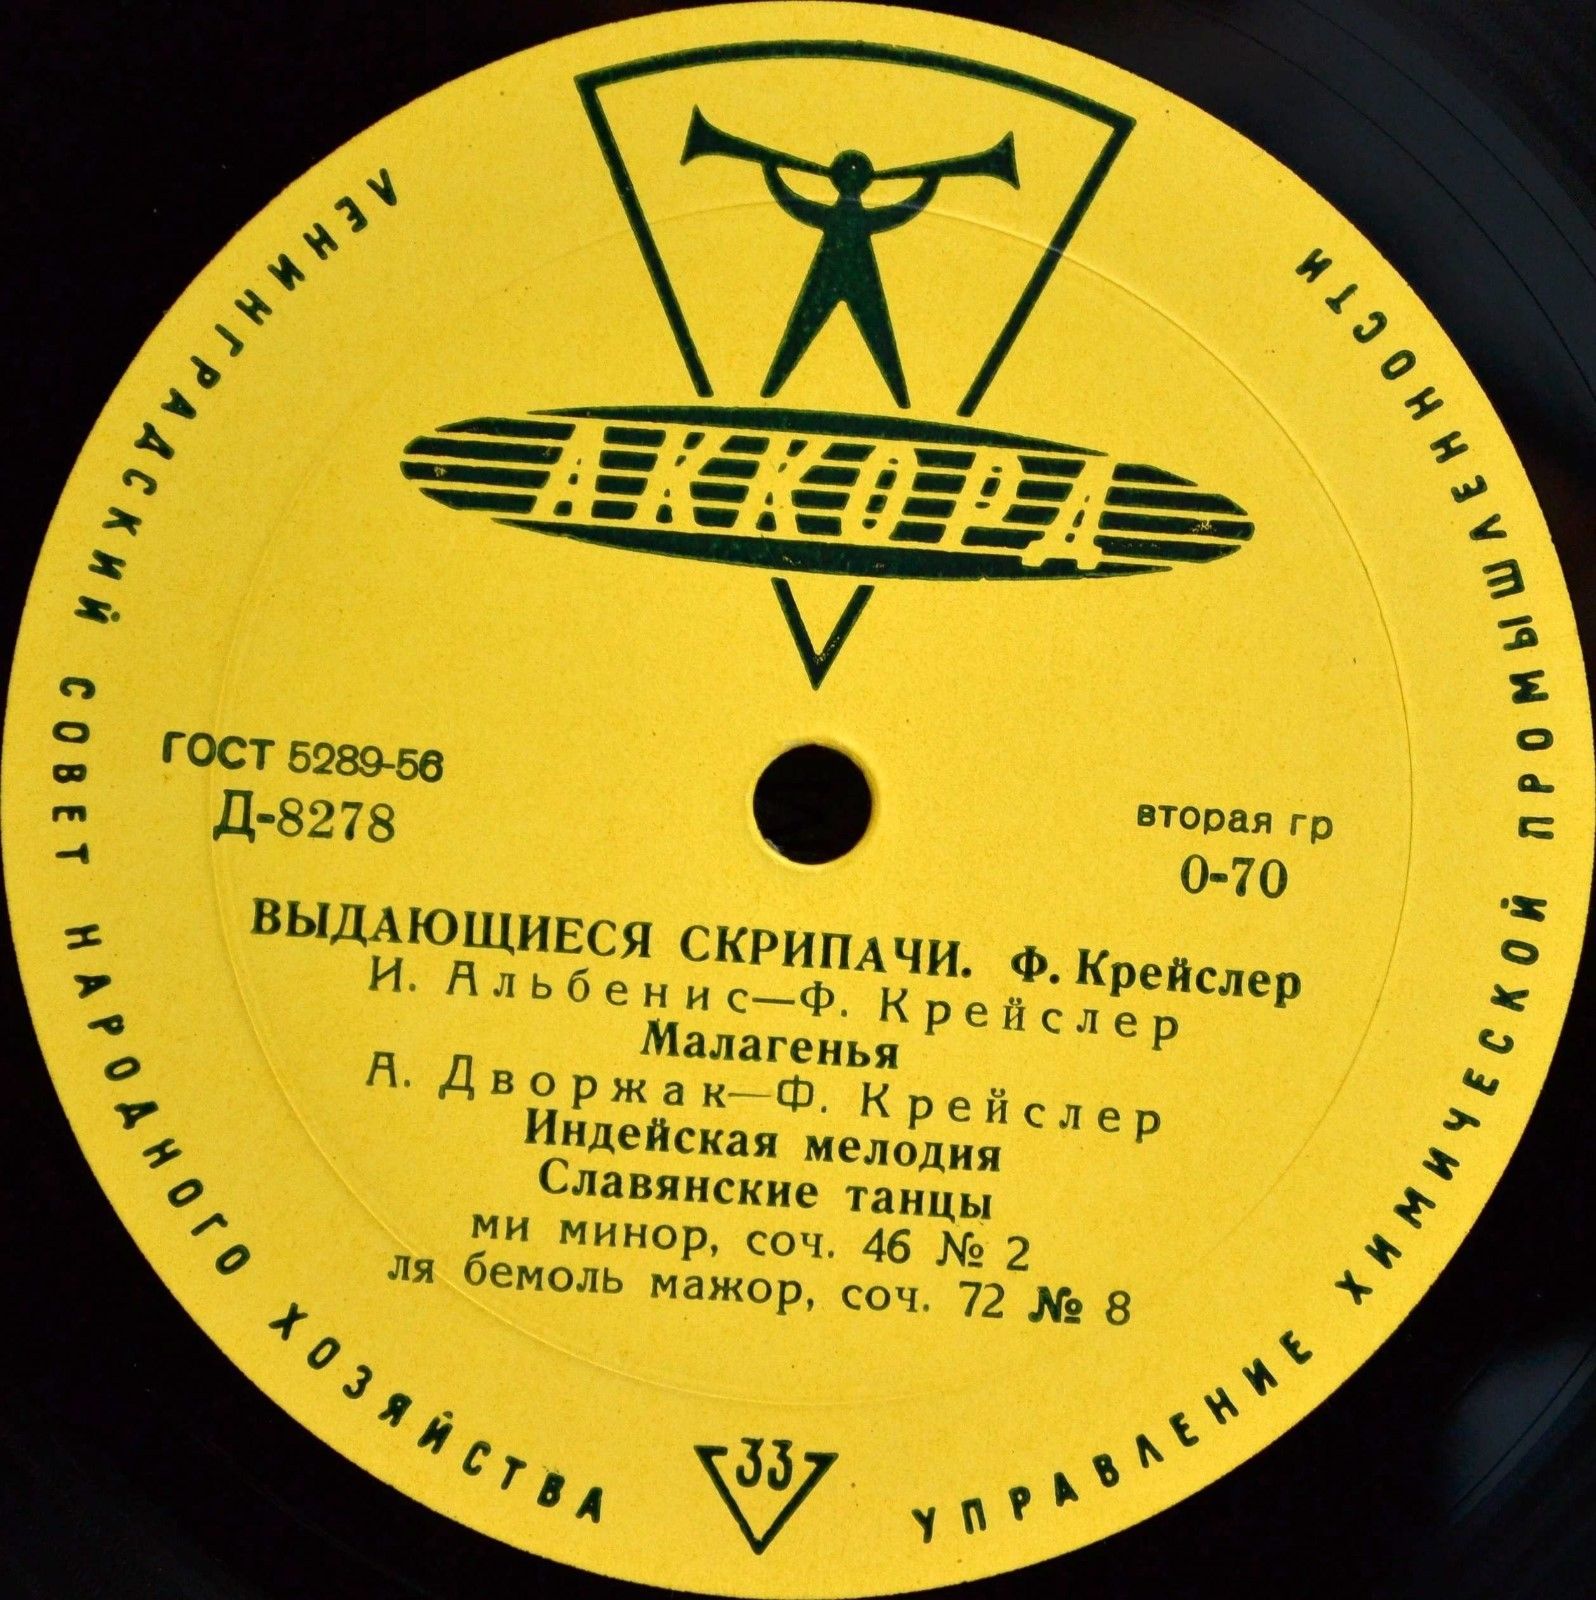 ЛЕНИНГРАДСКИЙ СОВЕТ НАРОДНОГО ХОЗЯЙСТВА
УПРАВЛЕНИЕ ХИМИЧЕСКОЙ ПРОМЫШЛЕННОСТИ
АККОРД
ГОСТ 5289-56
Д-8278
вторая гр
0-70
ВЫДАЮЩИЕСЯ СКРИПАЧИ. Ф. Крейслер
И. Альбенис—Ф. Крейслер
Малагенья
А. Дворжак—Ф. Крейслер
Индейская мелодия
Славянские танцы
ми минор, соч. 46 № 2
ля бемоль мажор, соч. 72 № 8
33